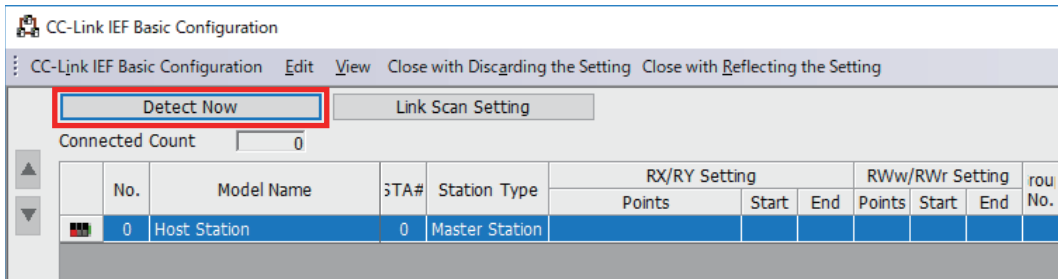 CC-Link IEF Basic Configuration
CC-Link IEF Basic Configuration Edit View Close with Discarding the Setting Close with Reflecting the Setting
Detect Now Link Scan Setting
Connected Count 0
No. Model Name STA# Station Type RX/RY Setting RWw/RWr Setting
Points Start End Points Start End No.
0 Host Station 0 Master Station